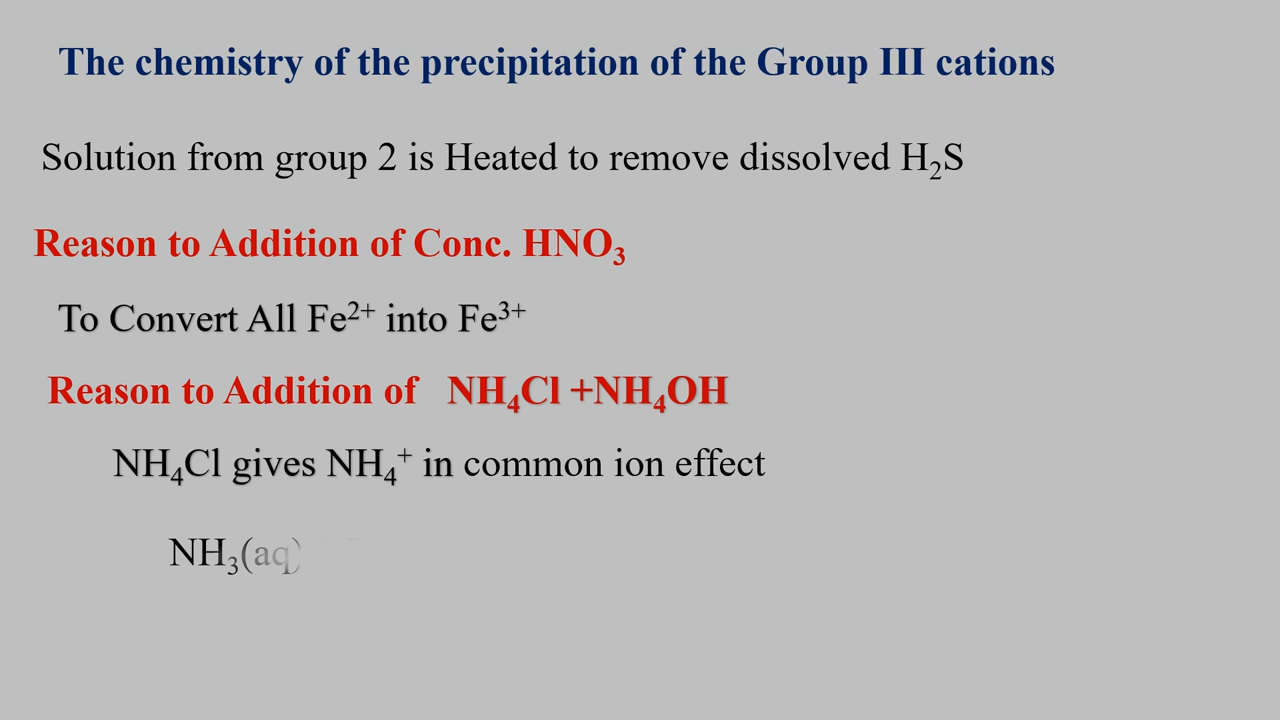 The chemistry of the precipitation of the Group III cations
Solution from group 2 is Heated to remove dissolved H₂S
Reason to Addition of Conc. HNO₃
To Convert All Fe²⁺ into Fe³⁺
Reason to Addition of NH₄Cl +NH₄OH
NH₄Cl gives NH₄⁺ in common ion effect
NH₃(aq)